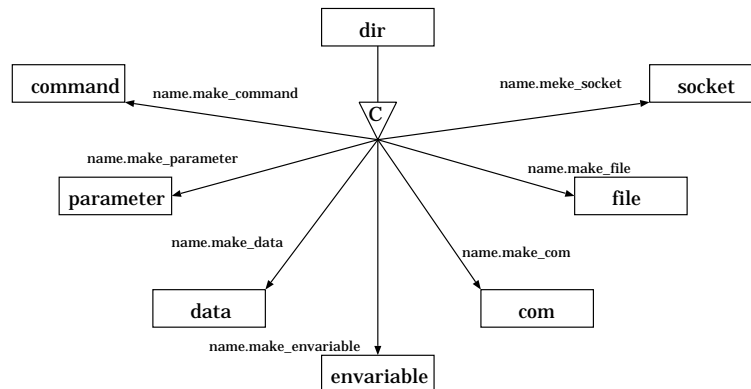 dir
command
name.make_command
name.meke_socket
socket
C
name.make_parameter
name.make_file
parameter
file
name.make_data
name.make_com
data
com
name.make_envariable
envariable